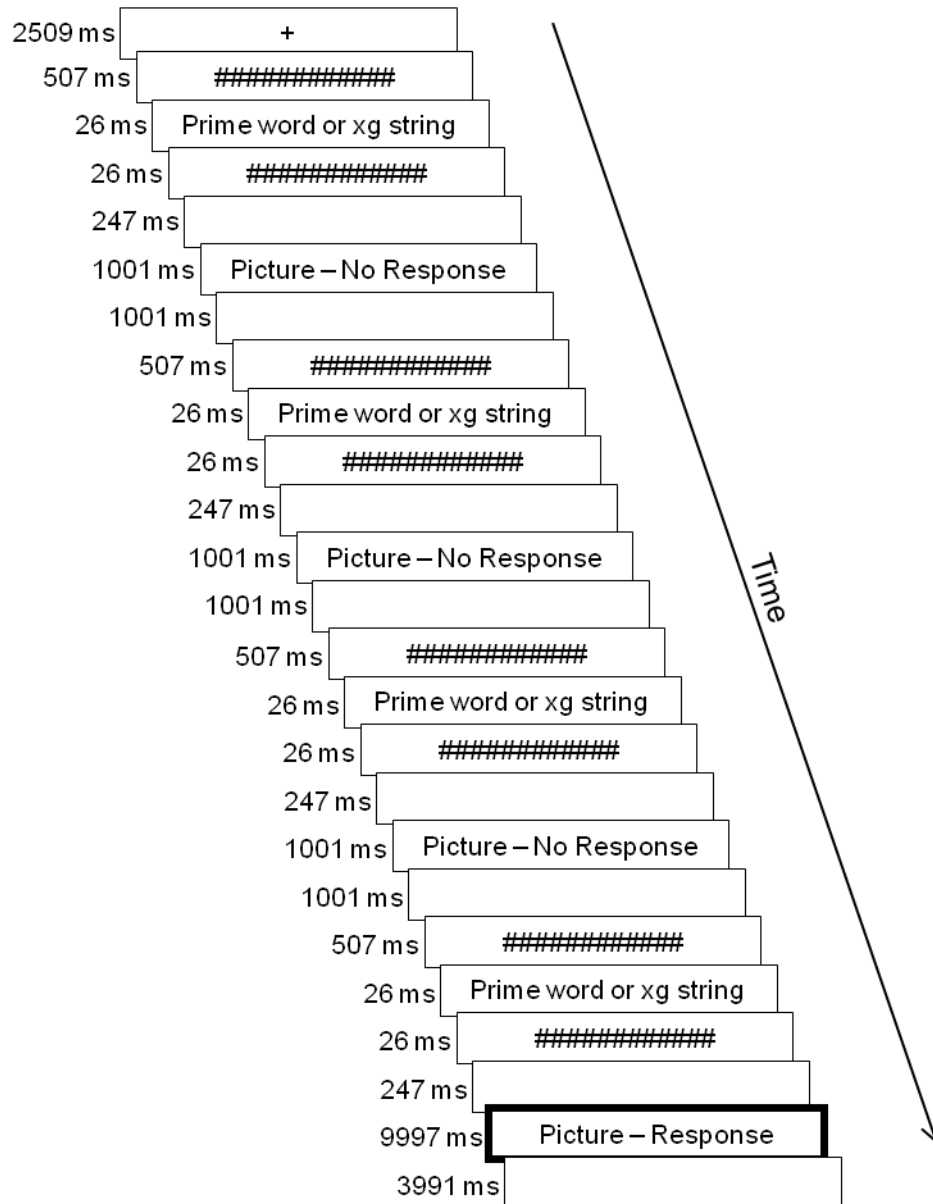 2509 ms +
507 ms #############
26 ms Prime word or xg string
26 ms #############
247 ms
1001 ms Picture – No Response
1001 ms
507 ms #############
26 ms Prime word or xg string
26 ms #############
247 ms
1001 ms Picture – No Response
1001 ms
Time
507 ms #############
26 ms Prime word or xg string
26 ms #############
247 ms
1001 ms Picture – No Response
1001 ms
507 ms #############
26 ms Prime word or xg string
26 ms #############
247 ms
9997 ms Picture – Response
3991 ms